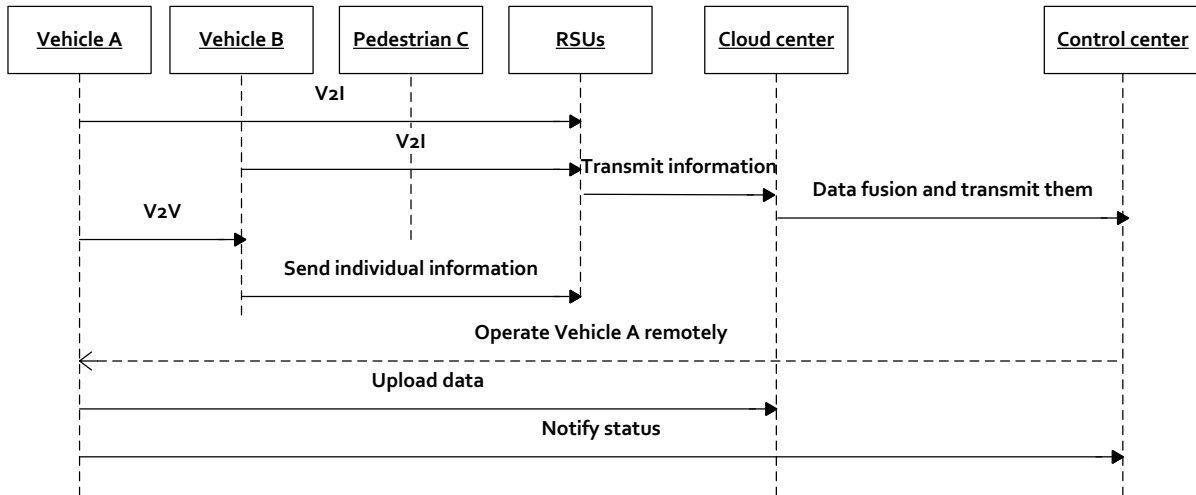 Vehicle A
Vehicle B
Pedestrian C
RSUs
Cloud center
Control center
V2I
V2I
Transmit information
Data fusion and transmit them
V2V
Send individual information
Operate Vehicle A remotely
Upload data
Notify status